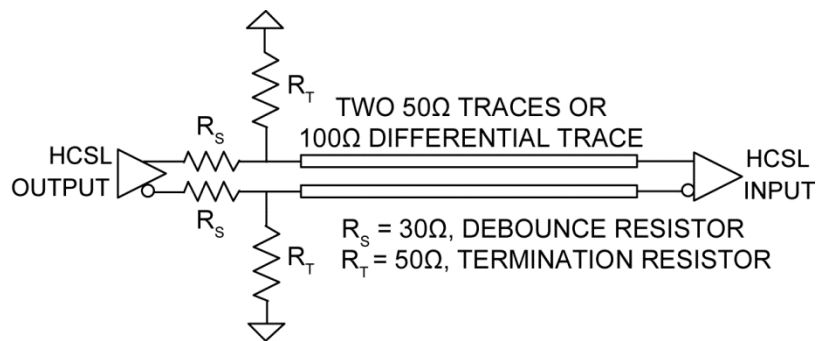 R_T
TWO 50Ω TRACES OR
100Ω DIFFERENTIAL TRACE
R_S
HCSL
OUTPUT
HCSL
INPUT
R_S
R_T
R_S = 30Ω, DEBOUNCE RESISTOR
R_T = 50Ω, TERMINATION RESISTOR